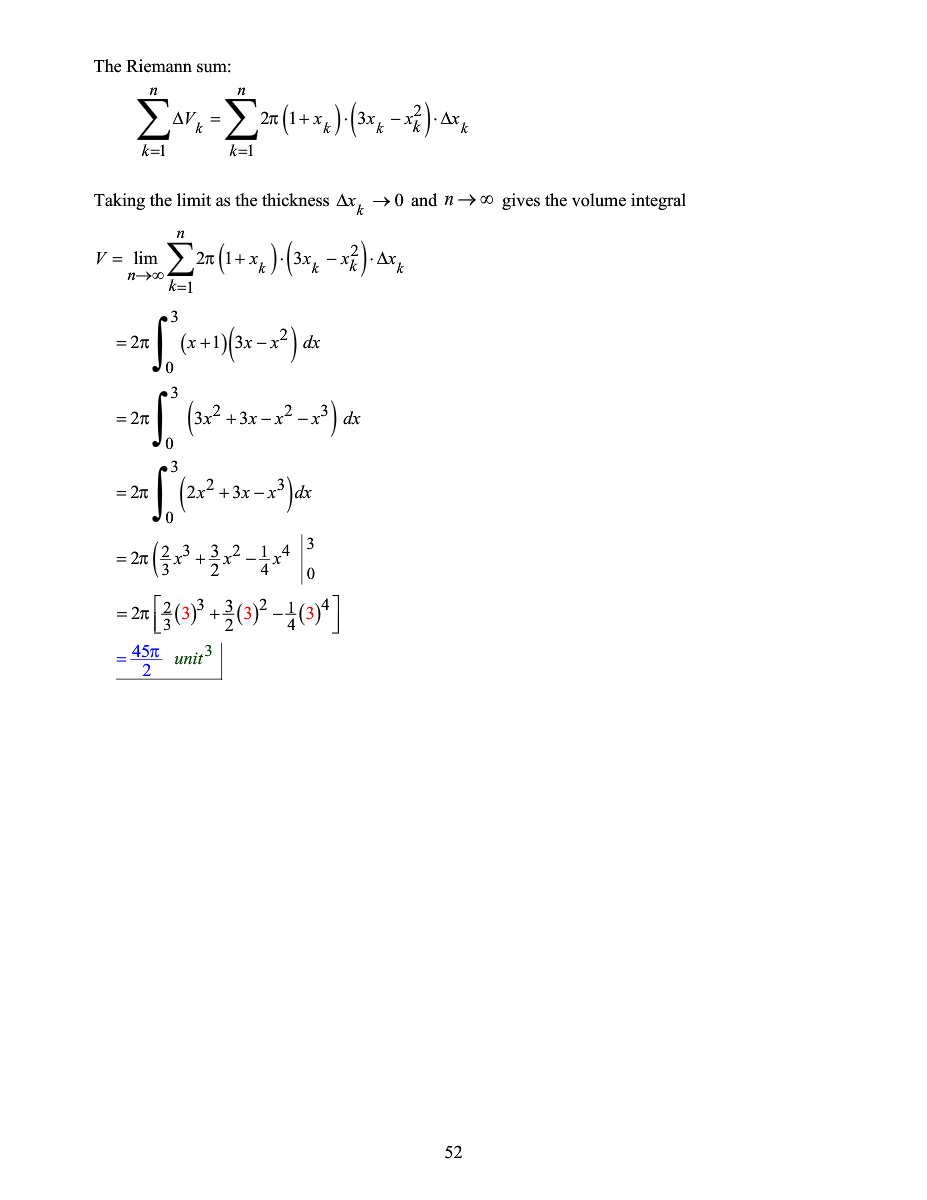 The Riemann sum:
$\sum_{k=1}^{n} \Delta V_k = \sum_{k=1}^{n} 2\pi \left(1 + x_k\right) \cdot \left(3x_k - x_k^2\right) \cdot \Delta x_k$
Taking the limit as the thickness $\Delta x_k \to 0$ and $n \to \infty$ gives the volume integral
$V = \lim_{n \to \infty} \sum_{k=1}^{n} 2\pi \left(1 + x_k\right) \cdot \left(3x_k - x_k^2\right) \cdot \Delta x_k$
$= 2\pi \int_0^3 (x+1)\left(3x - x^2\right) dx$
$= 2\pi \int_0^3 \left(3x^2 + 3x - x^2 - x^3\right) dx$
$= 2\pi \int_0^3 \left(2x^2 + 3x - x^3\right) dx$
$= 2\pi \left( \frac{2}{3}x^3 + \frac{3}{2}x^2 - \frac{1}{4}x^4 \right|_0^3$
$= 2\pi \left[ \frac{2}{3}(3)^3 + \frac{3}{2}(3)^2 - \frac{1}{4}(3)^4 \right]$
$= \frac{45\pi}{2} \ unit^3$
52